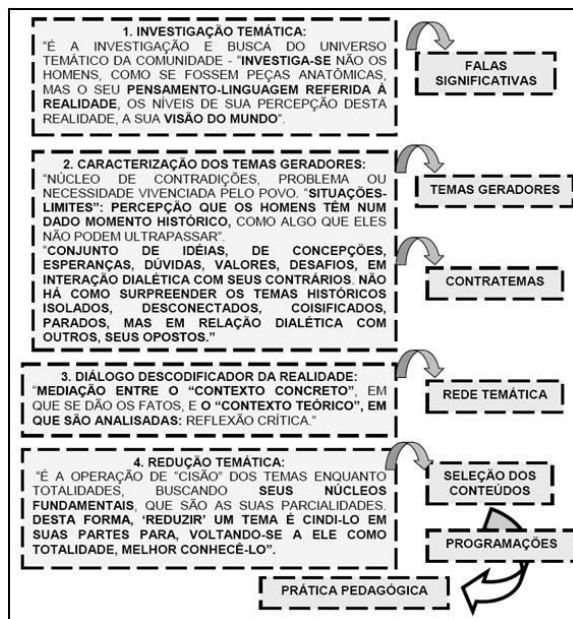 1. INVESTIGAÇÃO TEMÁTICA:
"É A INVESTIGAÇÃO E BUSCA DO UNIVERSO
TEMÁTICO DA COMUNIDADE - "INVESTIGA-SE NÃO OS
HOMENS, COMO SE FOSSEM PEÇAS ANATÔMICAS,
MAS O SEU PENSAMENTO-LINGUAGEM REFERIDA À
REALIDADE, OS NÍVEIS DE SUA PERCEPÇÃO DESTA
REALIDADE, A SUA VISÃO DO MUNDO".
FALAS
SIGNIFICATIVAS
2. CARACTERIZAÇÃO DOS TEMAS GERADORES:
"NÚCLEO DE CONTRADIÇÕES, PROBLEMA OU
NECESSIDADE VIVENCIADA PELO POVO. "SITUAÇÕES-
LIMITES": PERCEPÇÃO QUE OS HOMENS TÊM NUM
DADO MOMENTO HISTÓRICO, COMO ALGO QUE ELES
NÃO PODEM ULTRAPASSAR".
"CONJUNTO DE IDÉIAS, DE CONCEPÇÕES,
ESPERANÇAS, DÚVIDAS, VALORES, DESAFIOS, EM
INTERAÇÃO DIALÉTICA COM SEUS CONTRÁRIOS. NÃO
HÁ COMO SURPREENDER OS TEMAS HISTÓRICOS
ISOLADOS, DESCONECTADOS, COISIFICADOS,
PARADOS, MAS EM RELAÇÃO DIALÉTICA COM
OUTROS, SEUS OPOSTOS."
TEMAS GERADORES
CONTRATEMAS
3. DIÁLOGO DESCODIFICADOR DA REALIDADE:
"MEDIAÇÃO ENTRE O "CONTEXTO CONCRETO", EM
QUE SE DÃO OS FATOS, E O "CONTEXTO TEÓRICO", EM
QUE SÃO ANALISADAS: REFLEXÃO CRÍTICA."
REDE TEMÁTICA
4. REDUÇÃO TEMÁTICA:
"É A OPERAÇÃO DE "CISÃO" DOS TEMAS ENQUANTO
TOTALIDADES, BUSCANDO SEUS NÚCLEOS
FUNDAMENTAIS, QUE SÃO AS SUAS PARCIALIDADES.
DESTA FORMA, 'REDUZIR' UM TEMA É CINDI-LO EM
SUAS PARTES PARA, VOLTANDO-SE A ELE COMO
TOTALIDADE, MELHOR CONHECÊ-LO".
SELEÇÃO DOS
CONTEÚDOS
PROGRAMAÇÕES
PRÁTICA PEDAGÓGICA